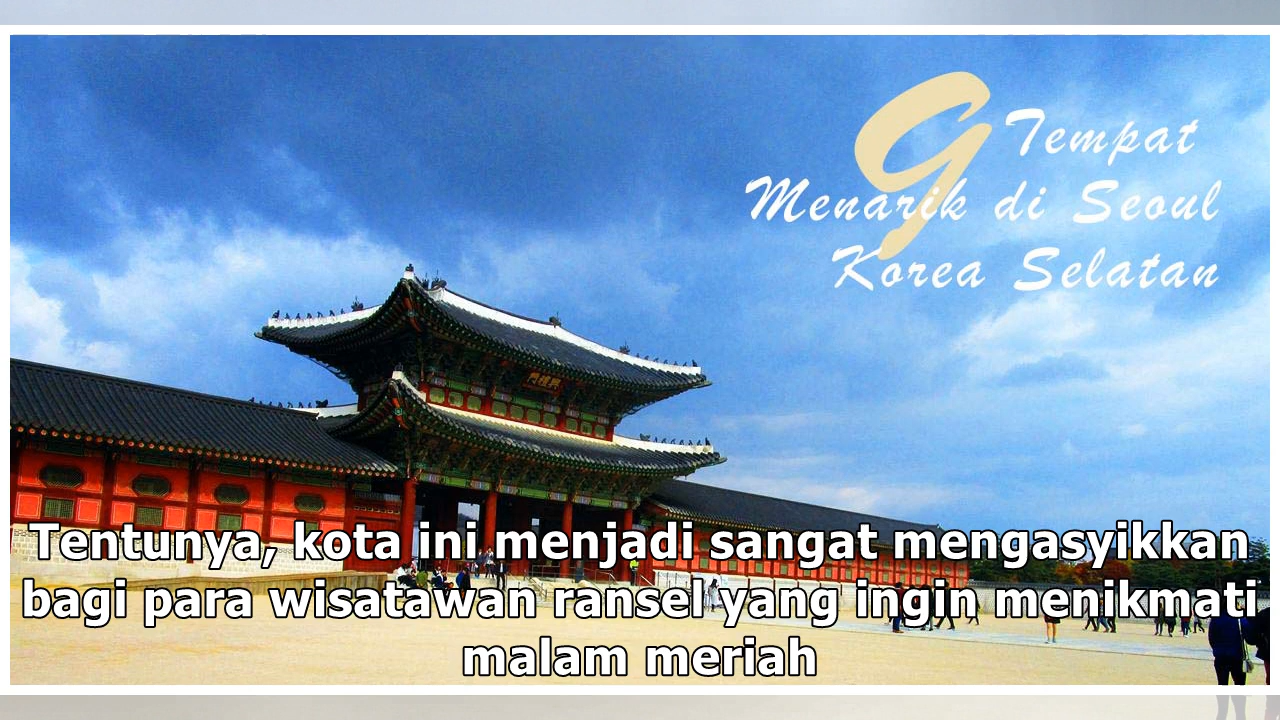 9 Tempat
Menarik di Seoul
Korea Selatan
Tentunya, kota ini menjadi sangat mengasyikkan
bagi para wisatawan ransel yang ingin menikmati
malam meriah